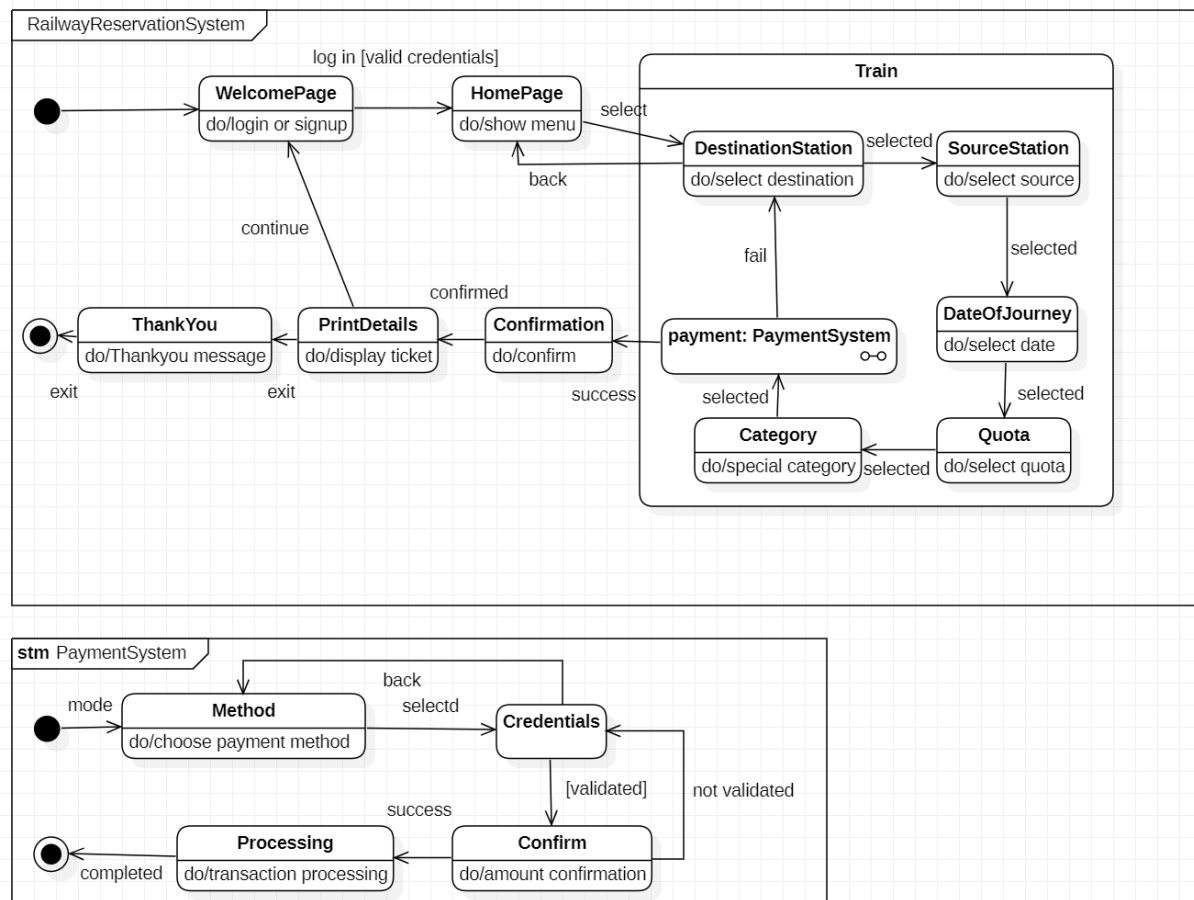 RailwayReservationSystem
log in [valid credentials]
Train
WelcomePage
do/login or signup
HomePage
do/show menu
select
DestinationStation
do/select destination
selected
SourceStation
do/select source
back
continue
fail
selected
confirmed
ThankYou
do/Thankyou message
PrintDetails
do/display ticket
Confirmation
do/confirm
payment: PaymentSystem
DateOfJourney
do/select date
exit
exit
success
selected
selected
Category
do/special category
selected
Quota
do/select quota
stm PaymentSystem
back
mode
Method
do/choose payment method
selectd
Credentials
[validated]
not validated
success
Processing
do/transaction processing
Confirm
do/amount confirmation
completed